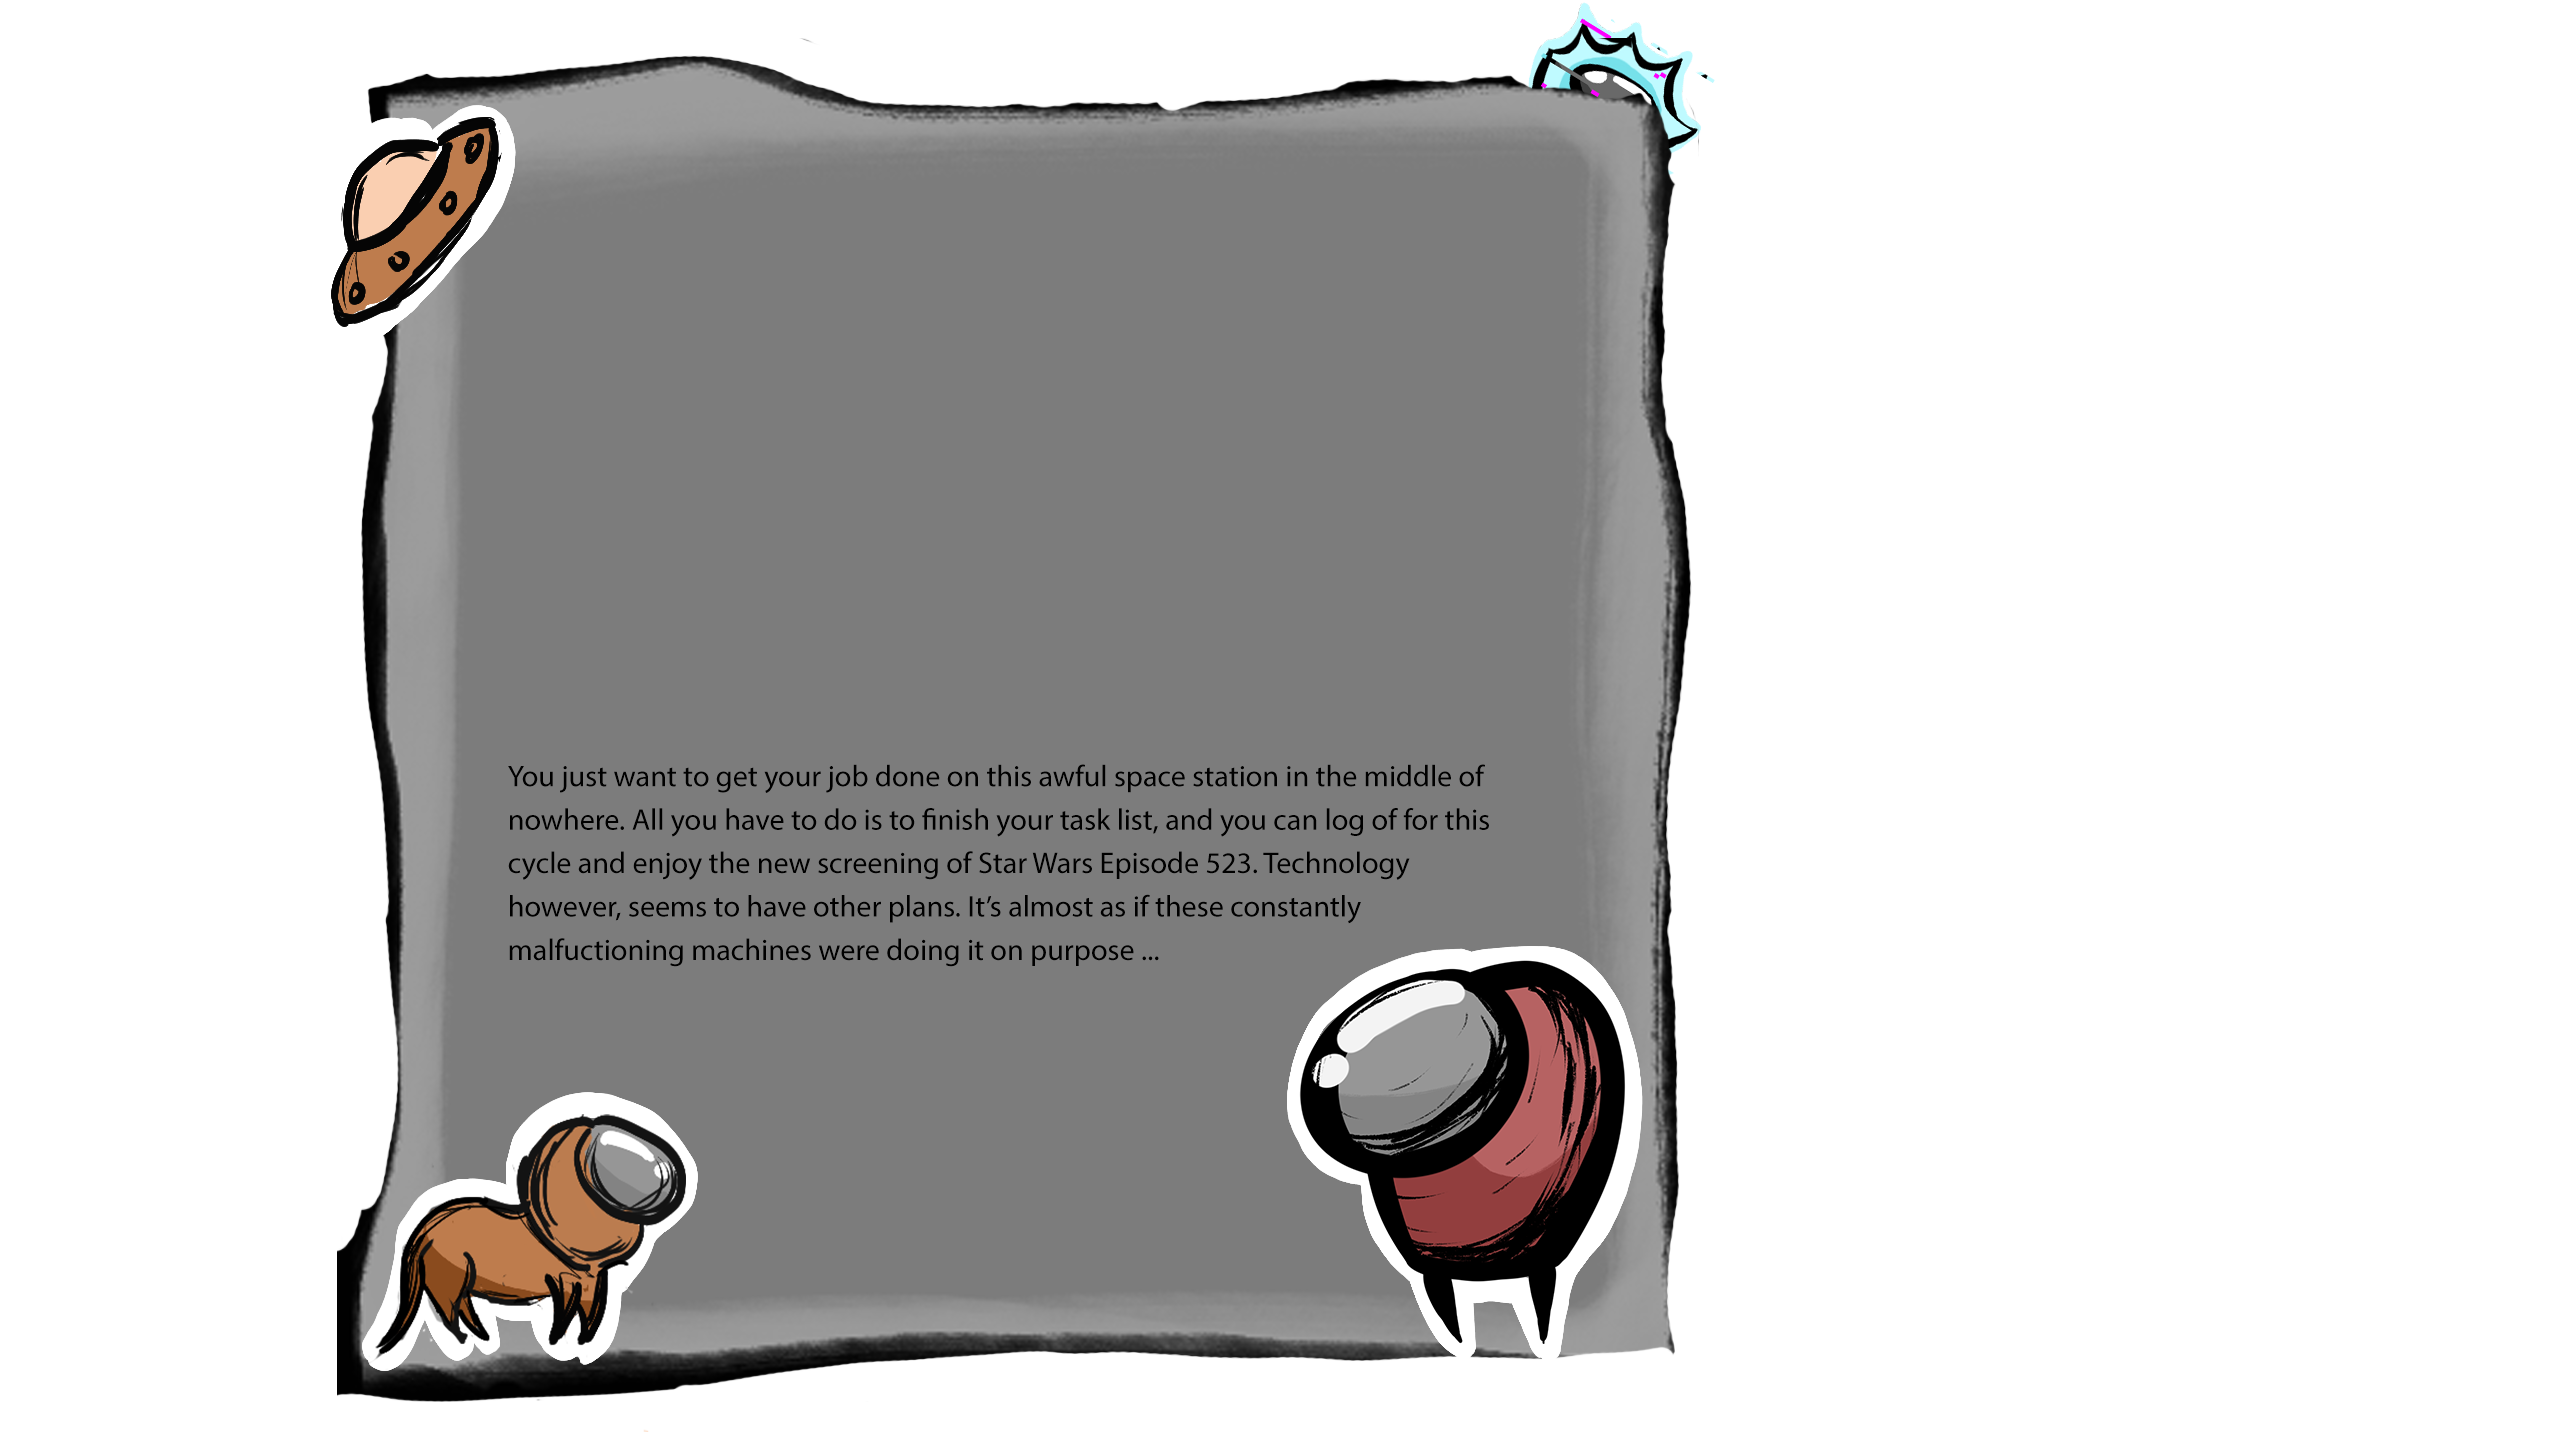 You just want to get your job done on this awful space station in the middle of
nowhere. All you have to do is to finish your task list, and you can log of for this
cycle and enjoy the new screening of Star Wars Episode 523. Technology
however, seems to have other plans. It’s almost as if these constantly
malfuctioning machines were doing it on purpose ...